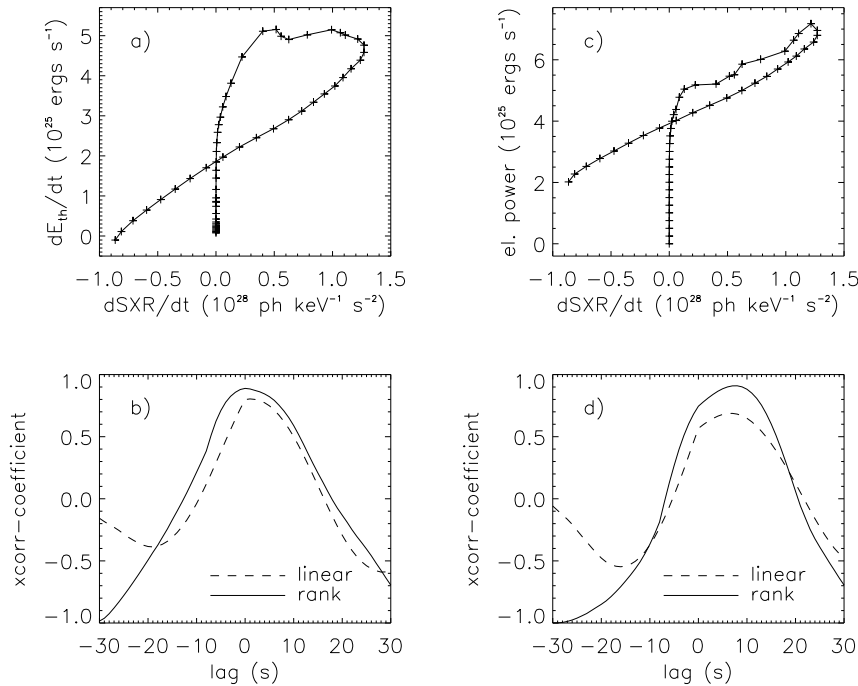 a)
6
5
4
3
2
1
0
dE_th/dt (10^25 ergs s^−1)
−1.0 −0.5 0.0 0.5 1.0 1.5
dSXR/dt (10^28 ph keV^−1 s^−2)
c)
8
6
4
2
0
el. power (10^25 ergs s^−1)
−1.0 −0.5 0.0 0.5 1.0 1.5
dSXR/dt (10^28 ph keV^−1 s^−2)
b)
1.0
0.5
0.0
−0.5
−1.0
xcorr−coefficient
linear
rank
−30 −20 −10 0 10 20 30
lag (s)
d)
1.0
0.5
0.0
−0.5
−1.0
xcorr−coefficient
linear
rank
−30 −20 −10 0 10 20 30
lag (s)